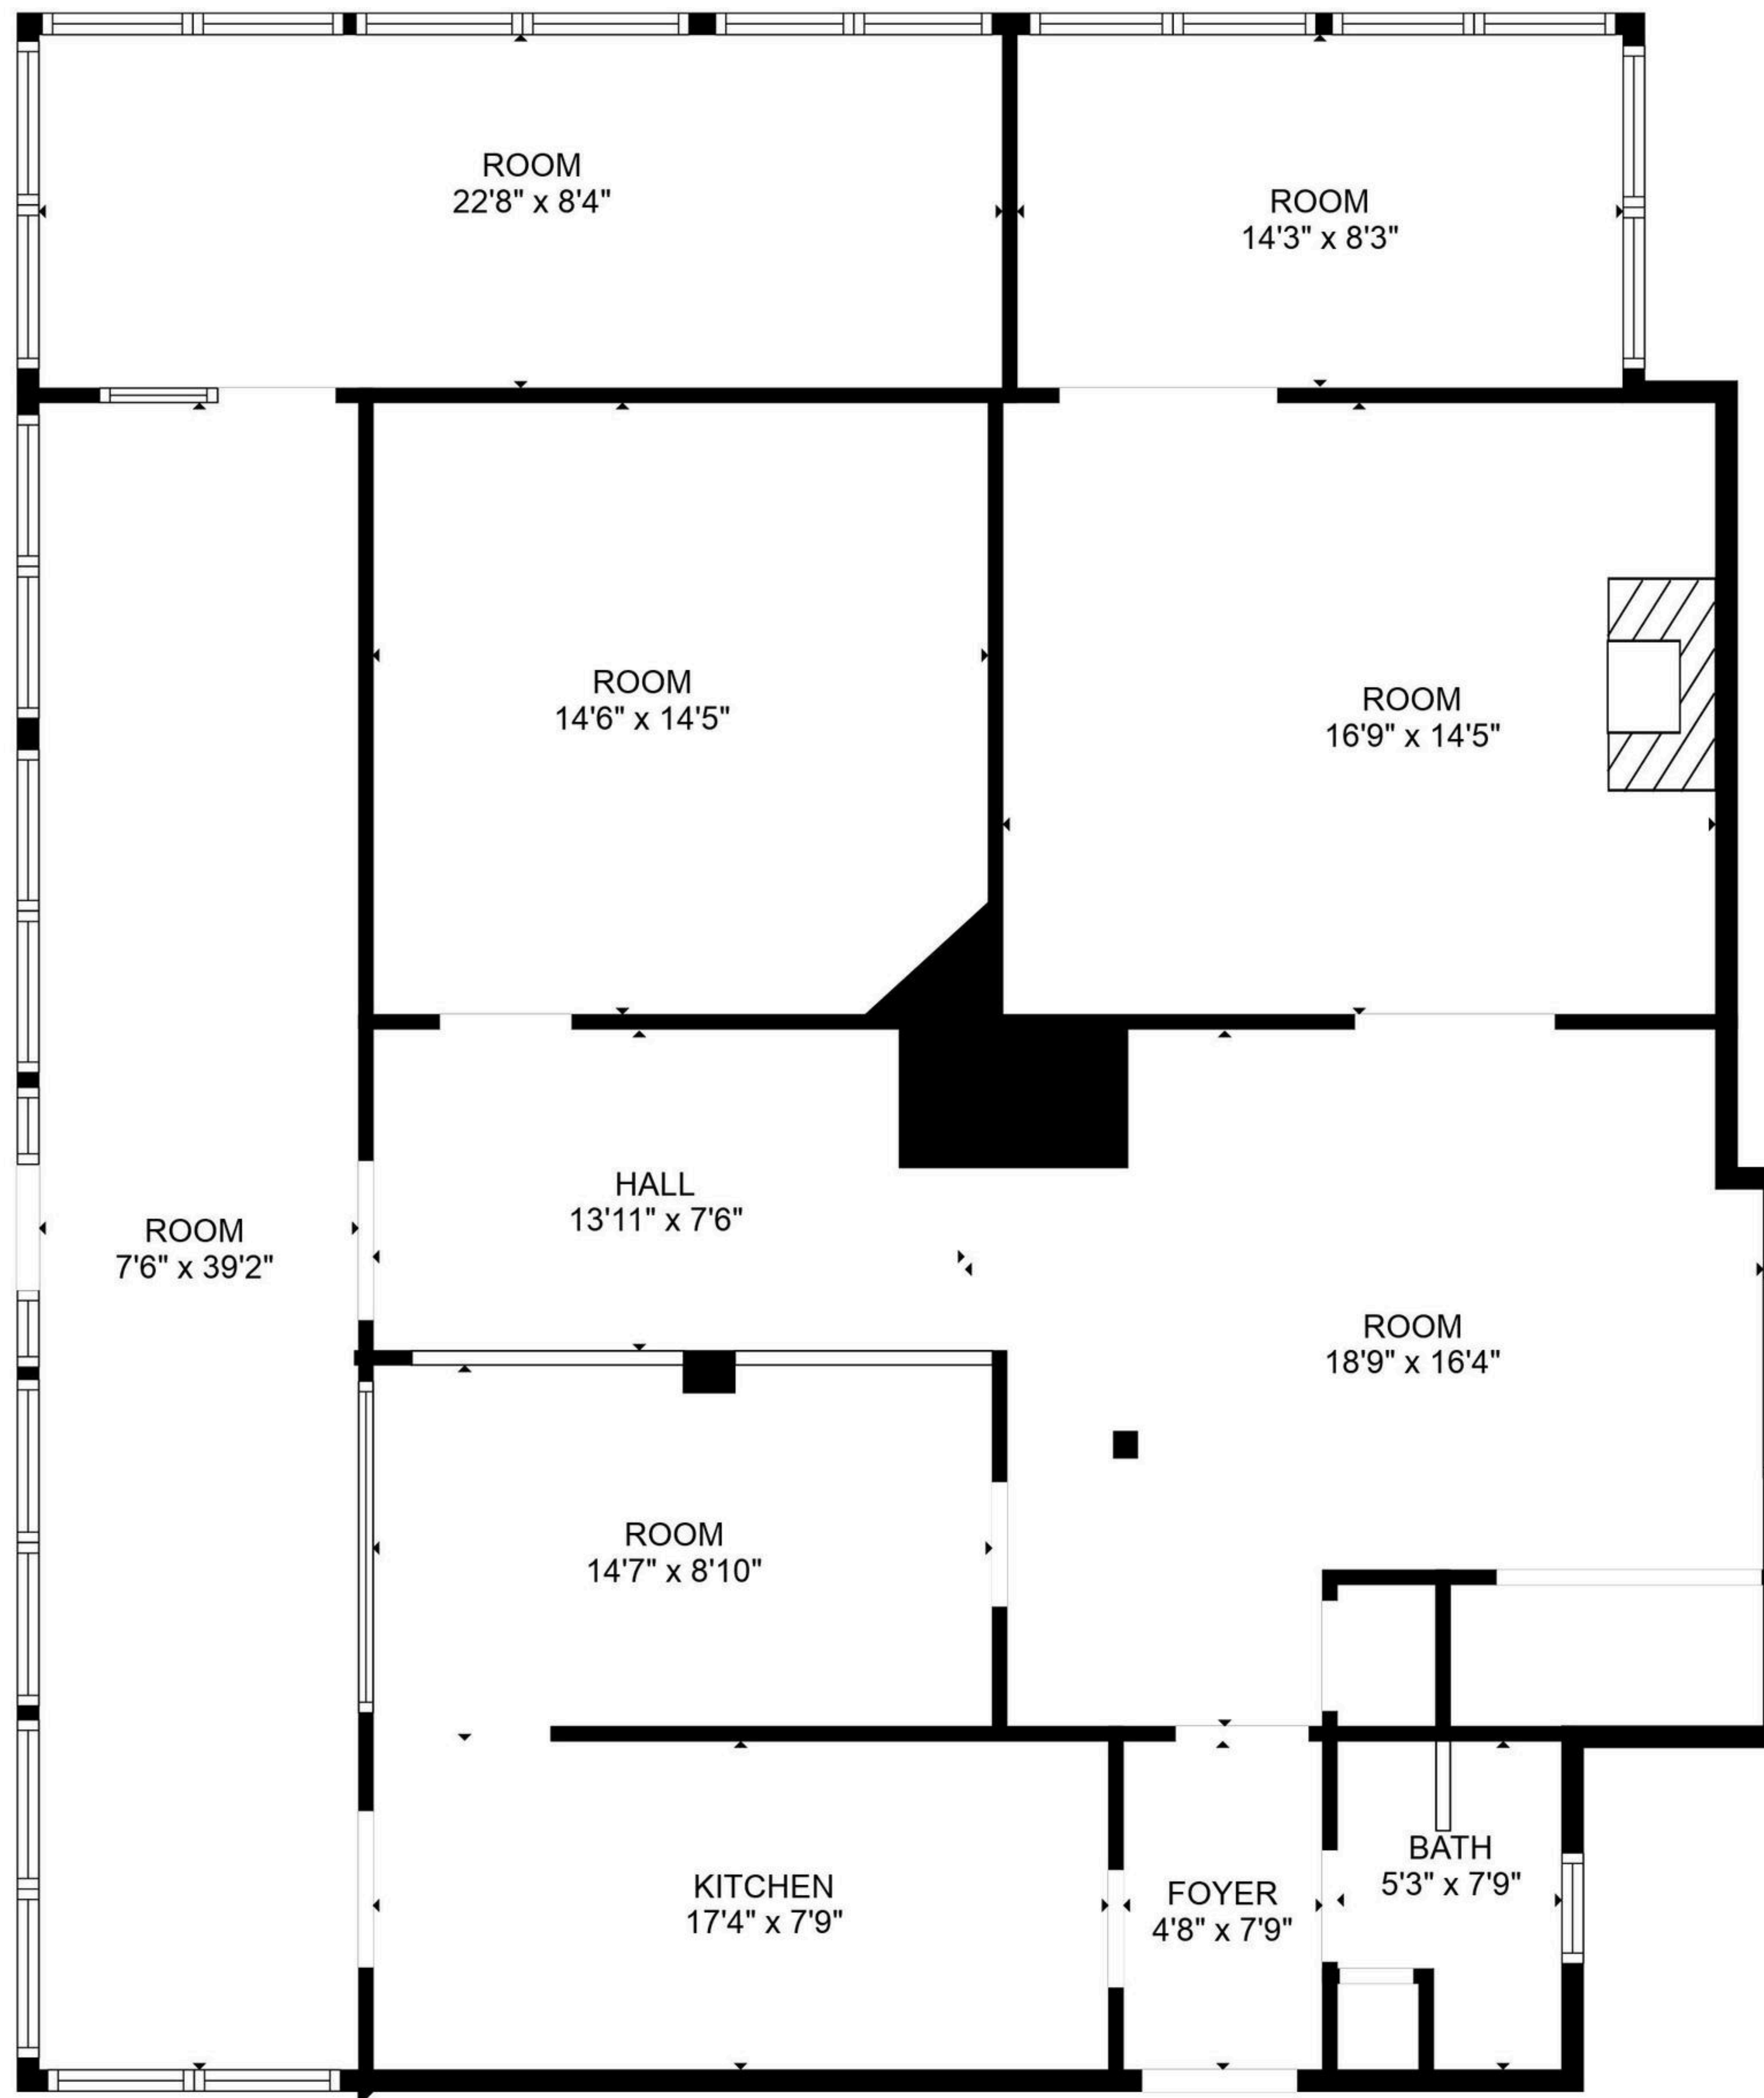 ROOM
22'8" x 8'4"
ROOM
14'3" x 8'3"
ROOM
14'6" x 14'5"
ROOM
16'9" x 14'5"
HALL
13'11" x 7'6"
ROOM
7'6" x 39'2"
ROOM
18'9" x 16'4"
ROOM
14'7" x 8'10"
KITCHEN
17'4" x 7'9"
FOYER
4'8" x 7'9"
BATH
5'3" x 7'9"